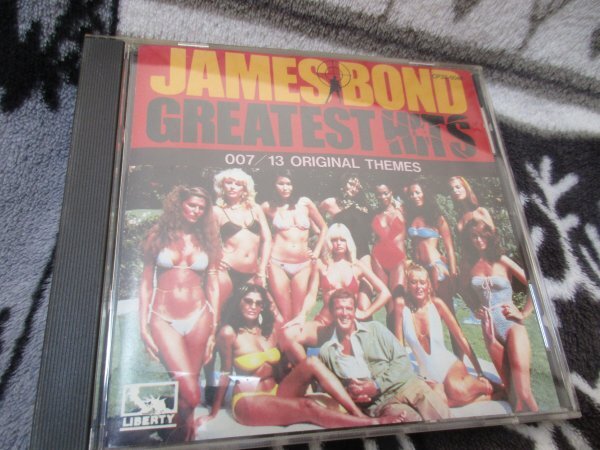 JAMES BOND
GREATEST HITS
007/13 ORIGINAL THEMES
LIBERTY